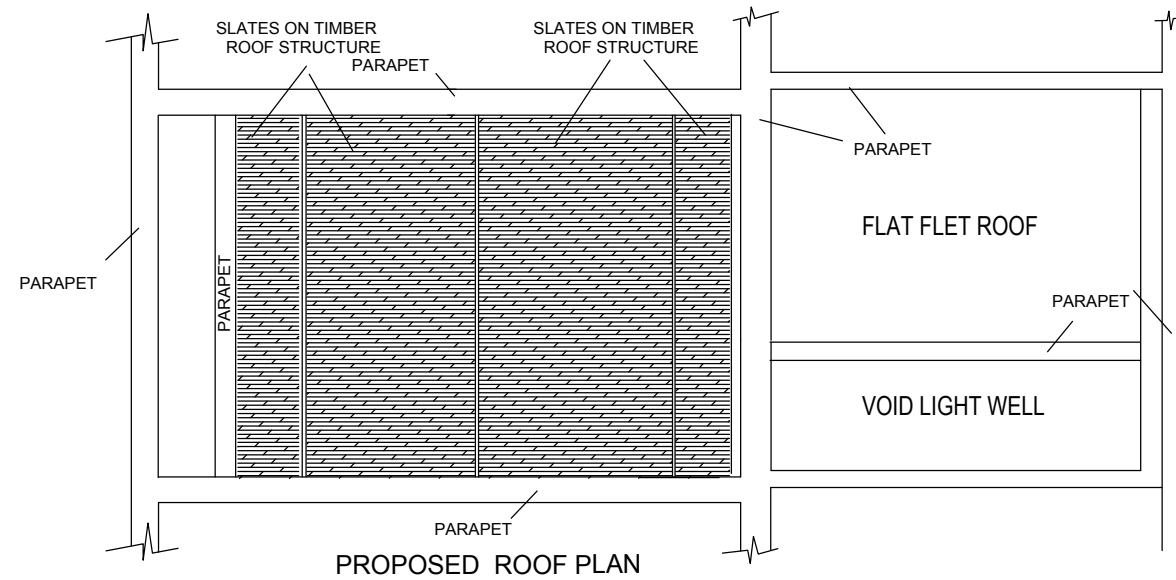 SLATES ON TIMBER
ROOF STRUCTURE
SLATES ON TIMBER
ROOF STRUCTURE
PARAPET
PARAPET
PARAPET
PARAPET
FLAT FLET ROOF
PARAPET
VOID LIGHT WELL
PARAPET
PROPOSED ROOF PLAN